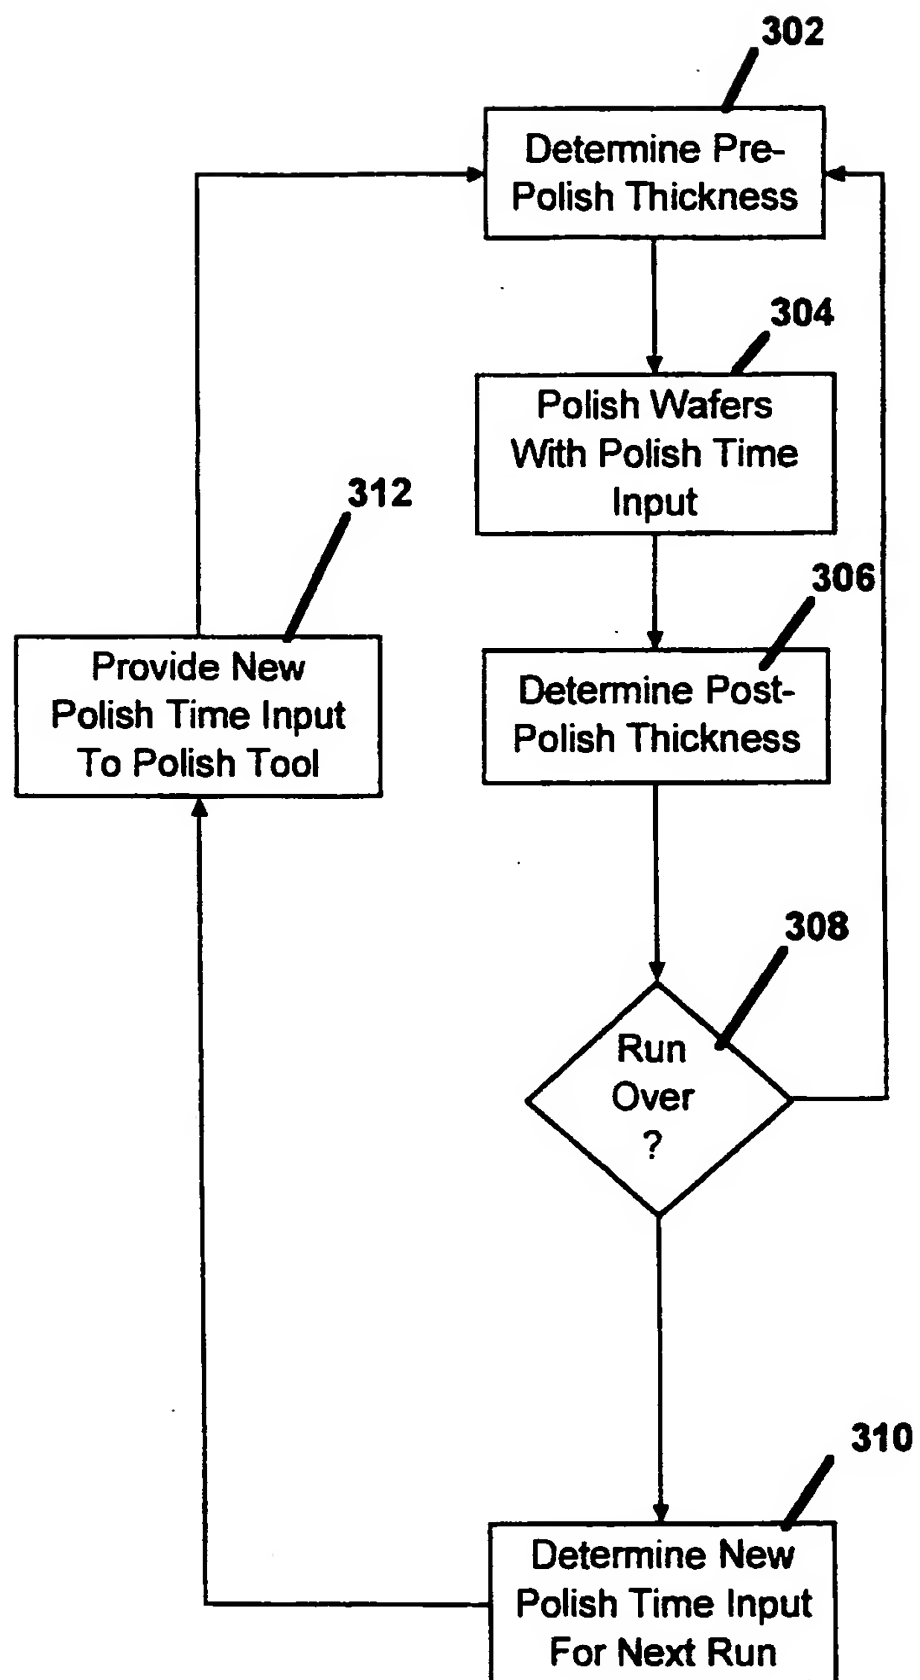 302
Determine Pre-
Polish Thickness
304
Polish Wafers
With Polish Time
Input
312
306
Provide New
Polish Time Input
To Polish Tool
Determine Post-
Polish Thickness
308
Run
Over
?
310
Determine New
Polish Time Input
For Next Run